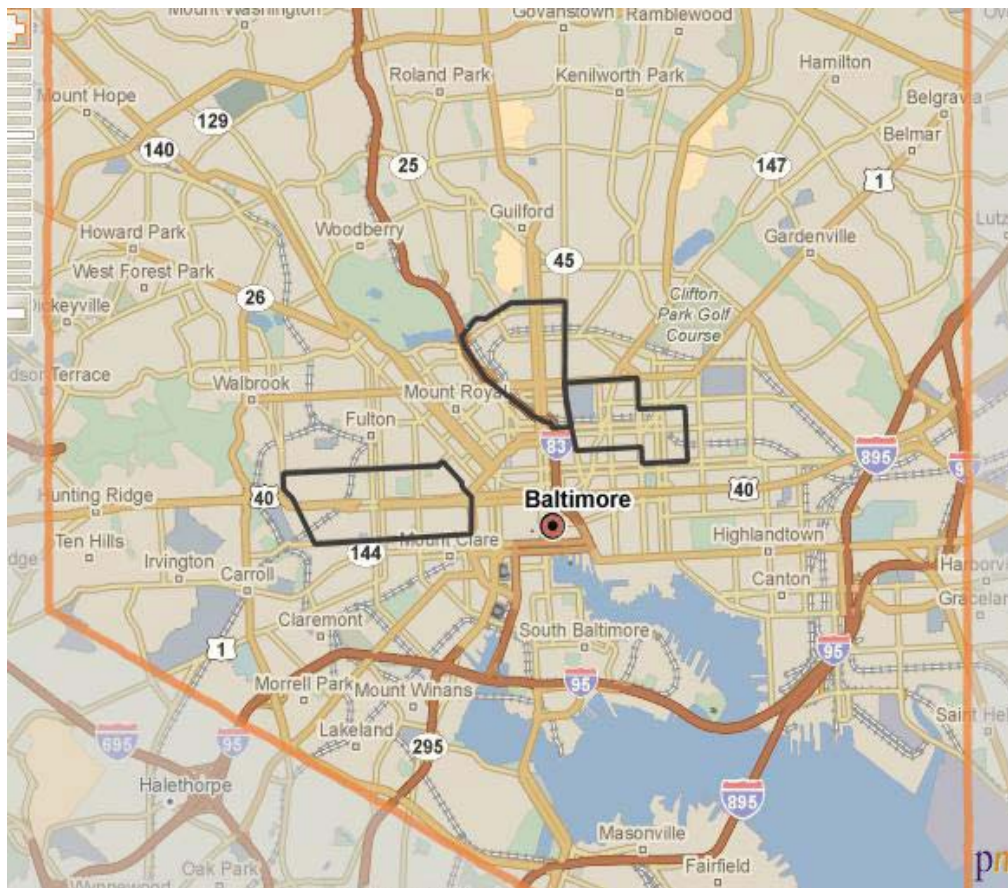 Mount Washington
Govanstown
Ramblewood
Roland Park
Kenilworth Park
Hamilton
Mount Hope
Belgravia
129
Belmar
140
25
147
1
Guilford
Woodberry
Gardenville
Howard Park
45
West Forest Park
26
Clifton
Park Golf
Course
Walbrook
Mount Royal
Fulton
83
895
Hunting Ridge
40
40
Baltimore
Ten Hills
144
Mount Clare
Highlandtown
Irvington
Carroll
Canton
Claremont
1
South Baltimore
95
95
Morrell Park
Mount Winans
695
95
Lakeland
295
Halethorpe
895
Masonville
Oak Park
Fairfield